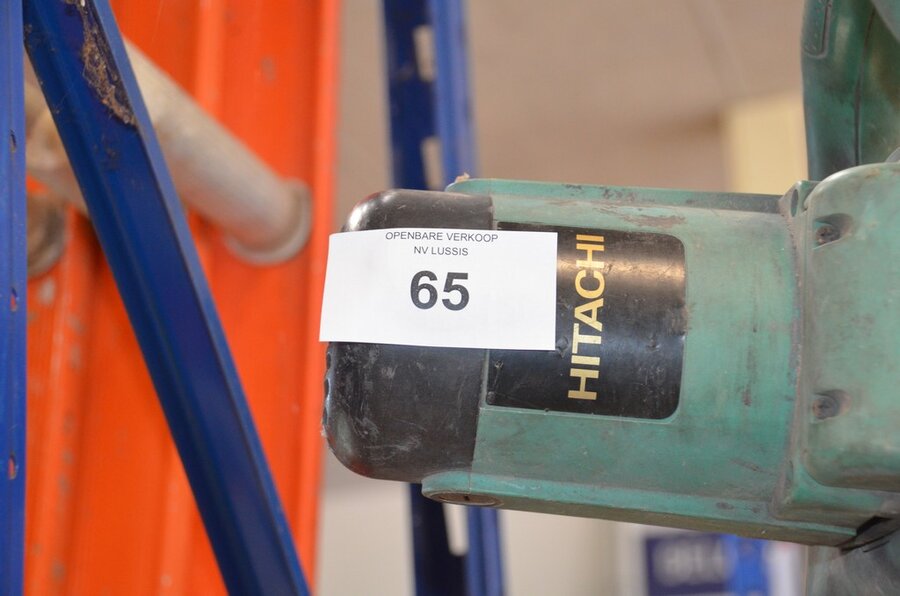 OPENBARE VERKOOP
NV LUSSIS
65
HITACHI